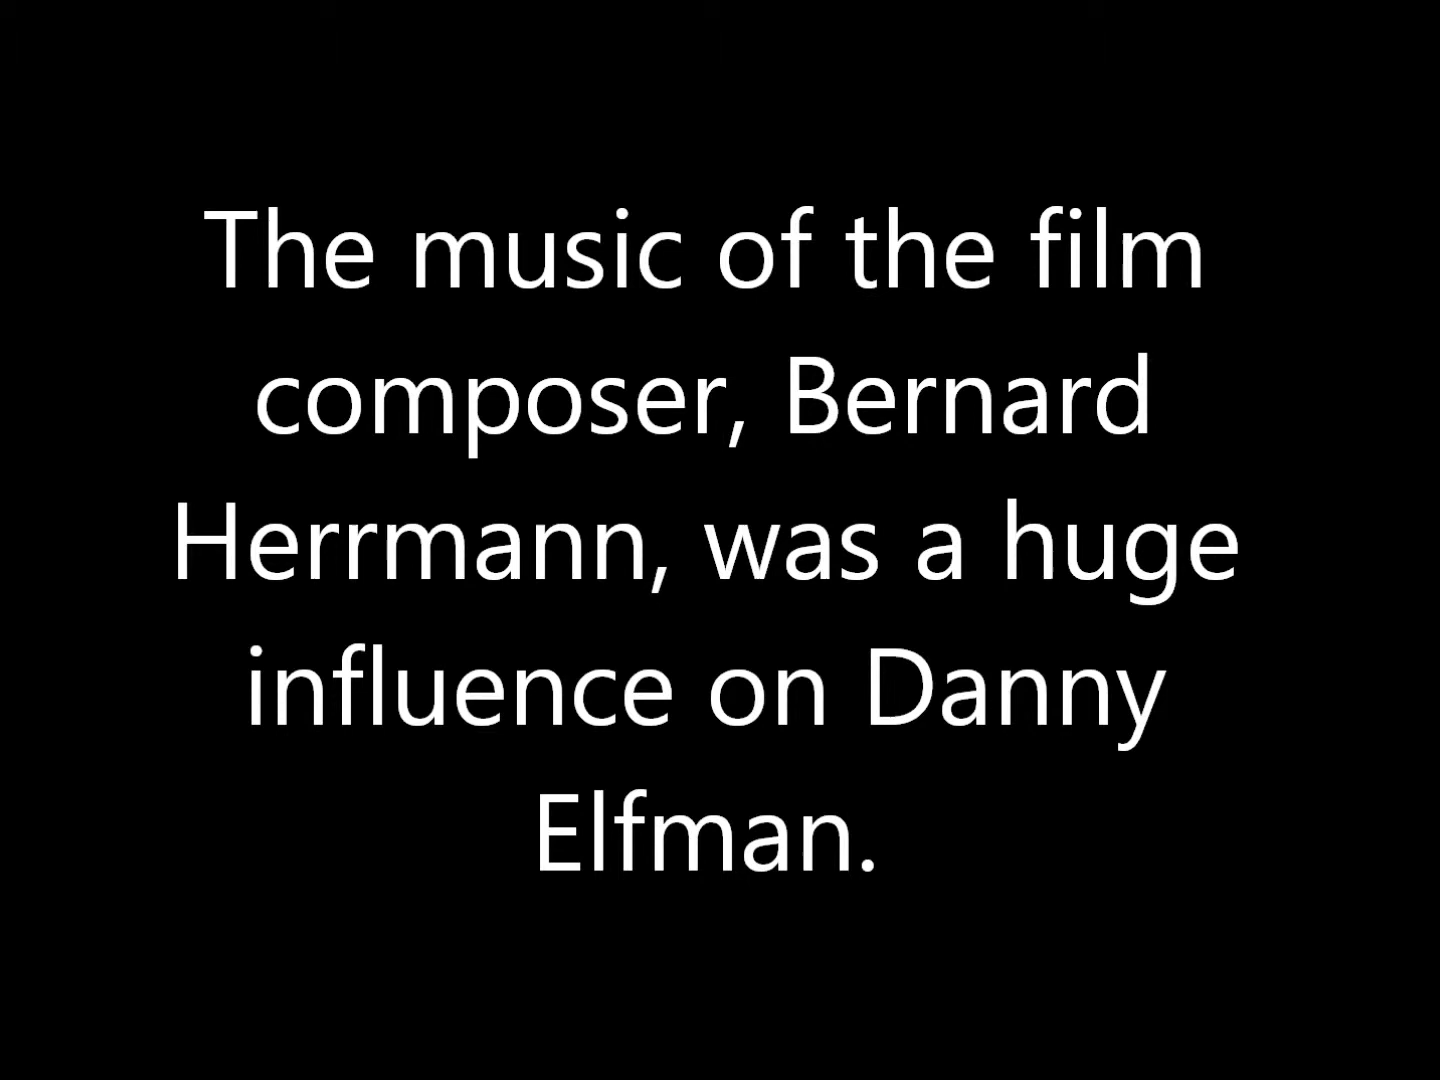 The music of the film
composer, Bernard
Herrmann, was a huge
influence on Danny
Elfman.